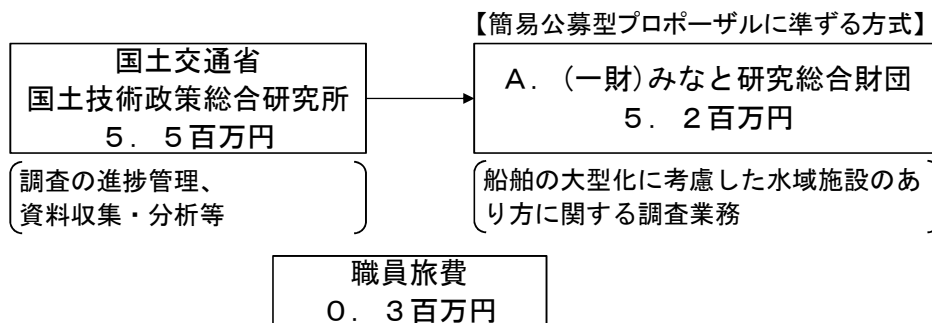 【簡易公募型プロポーザルに準ずる方式】
国土交通省
国土技術政策総合研究所
５．５百万円
Ａ．（一財）みなと研究総合財団
５．２百万円
調査の進捗管理、
資料収集・分析等
船舶の大型化に考慮した水域施設のあ
り方に関する調査業務
職員旅費
０．３百万円